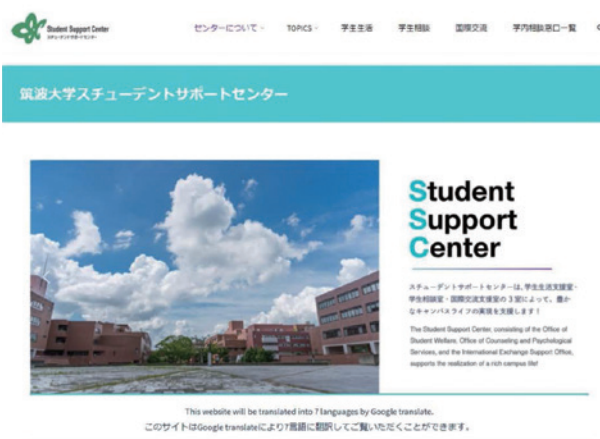 Student Support Center
スチューデントサポートセンター
センターについて
TOPICS
学生生活
学生相談
国際交流
学内相談窓口一覧
筑波大学スチューデントサポートセンター
Student
Support
Center
スチューデントサポートセンターは、学生生活支援室・
学生相談室・国際交流支援室の3室によって、豊か
なキャンパスライフの実現を支援します！
The Student Support Center, consisting of the Office of
Student Welfare, Office of Counseling and Psychological
Services, and the International Exchange Support Office,
supports the realization of a rich campus life!
This website will be translated into 7 languages by Google translate.
このサイトはGoogle translateにより7言語に翻訳してご覧いただくことができます。